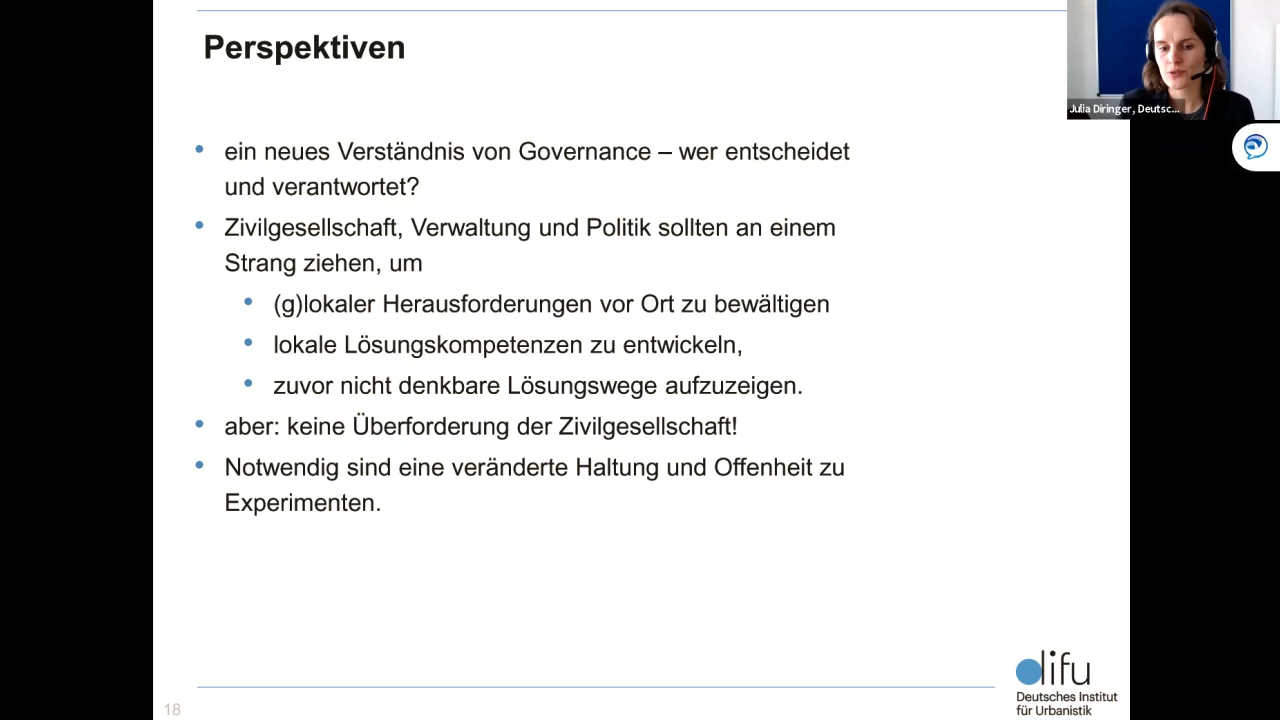 Perspektiven
Julia Diringer, Deutsc...
ein neues Verständnis von Governance – wer entscheidet
und verantwortet?
Zivilgesellschaft, Verwaltung und Politik sollten an einem
Strang ziehen, um
(g)lokaler Herausforderungen vor Ort zu bewältigen
lokale Lösungskompetenzen zu entwickeln,
zuvor nicht denkbare Lösungswege aufzuzeigen.
aber: keine Überforderung der Zivilgesellschaft!
Notwendig sind eine veränderte Haltung und Offenheit zu
Experimenten.
difu
Deutsches Institut
für Urbanistik
18